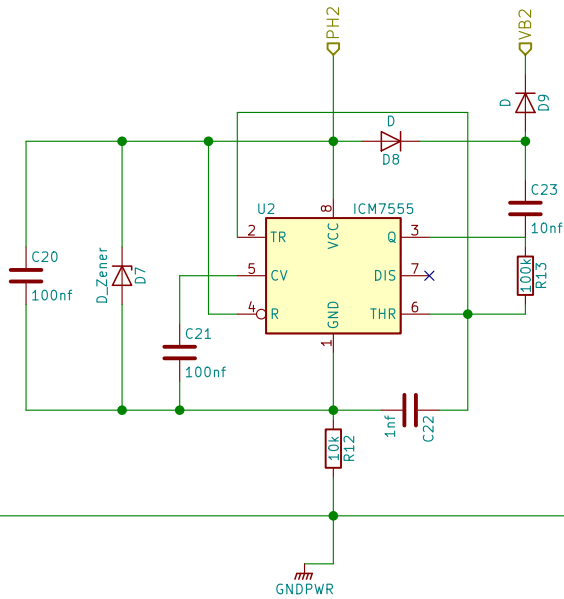 PH2
VB2
D
D9
D
D8
C23
10nf
U2
ICM7555
8
2
TR
VCC
Q
3
C20
100nf
D_Zener
D7
5
CV
DIS
7
100k
R13
4
R
GND
THR
6
1
C21
100nf
1nf
C22
10k
R12
GNDPWR